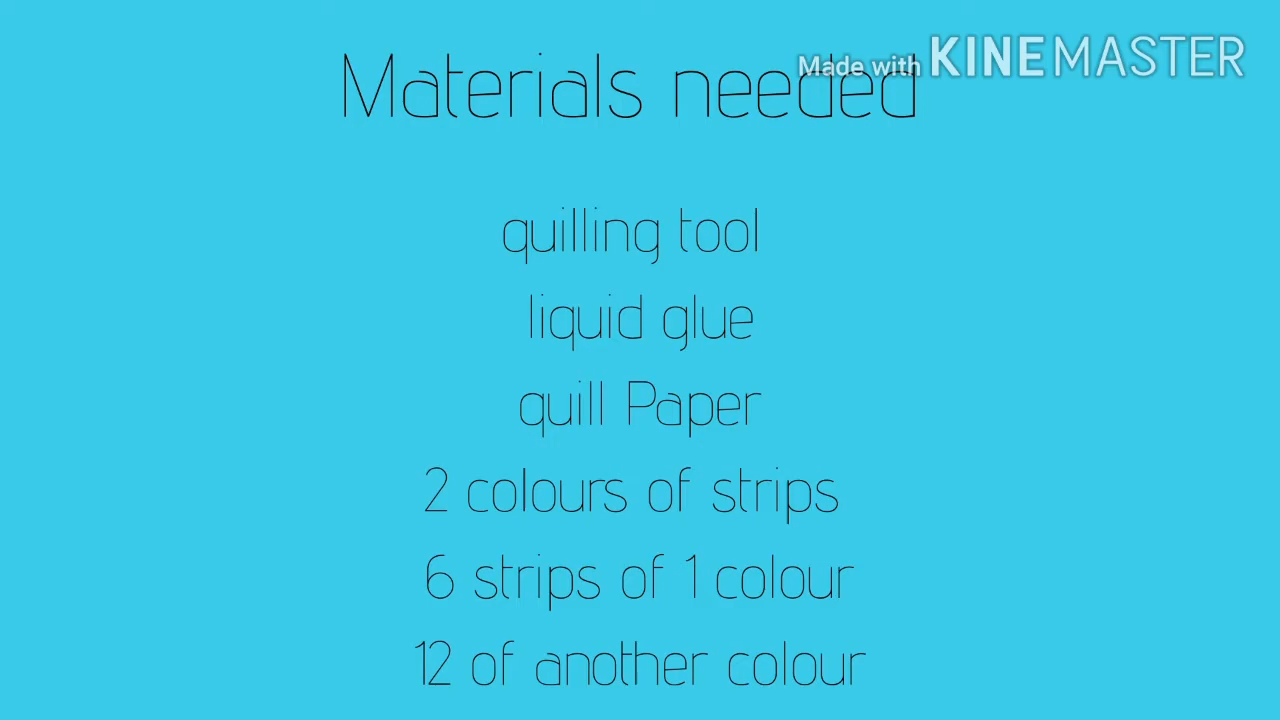 Materials needed
Made with KINEMASTER
quilling tool
liquid glue
quill Paper
2 colours of strips
6 strips of 1 colour
12 of another colour